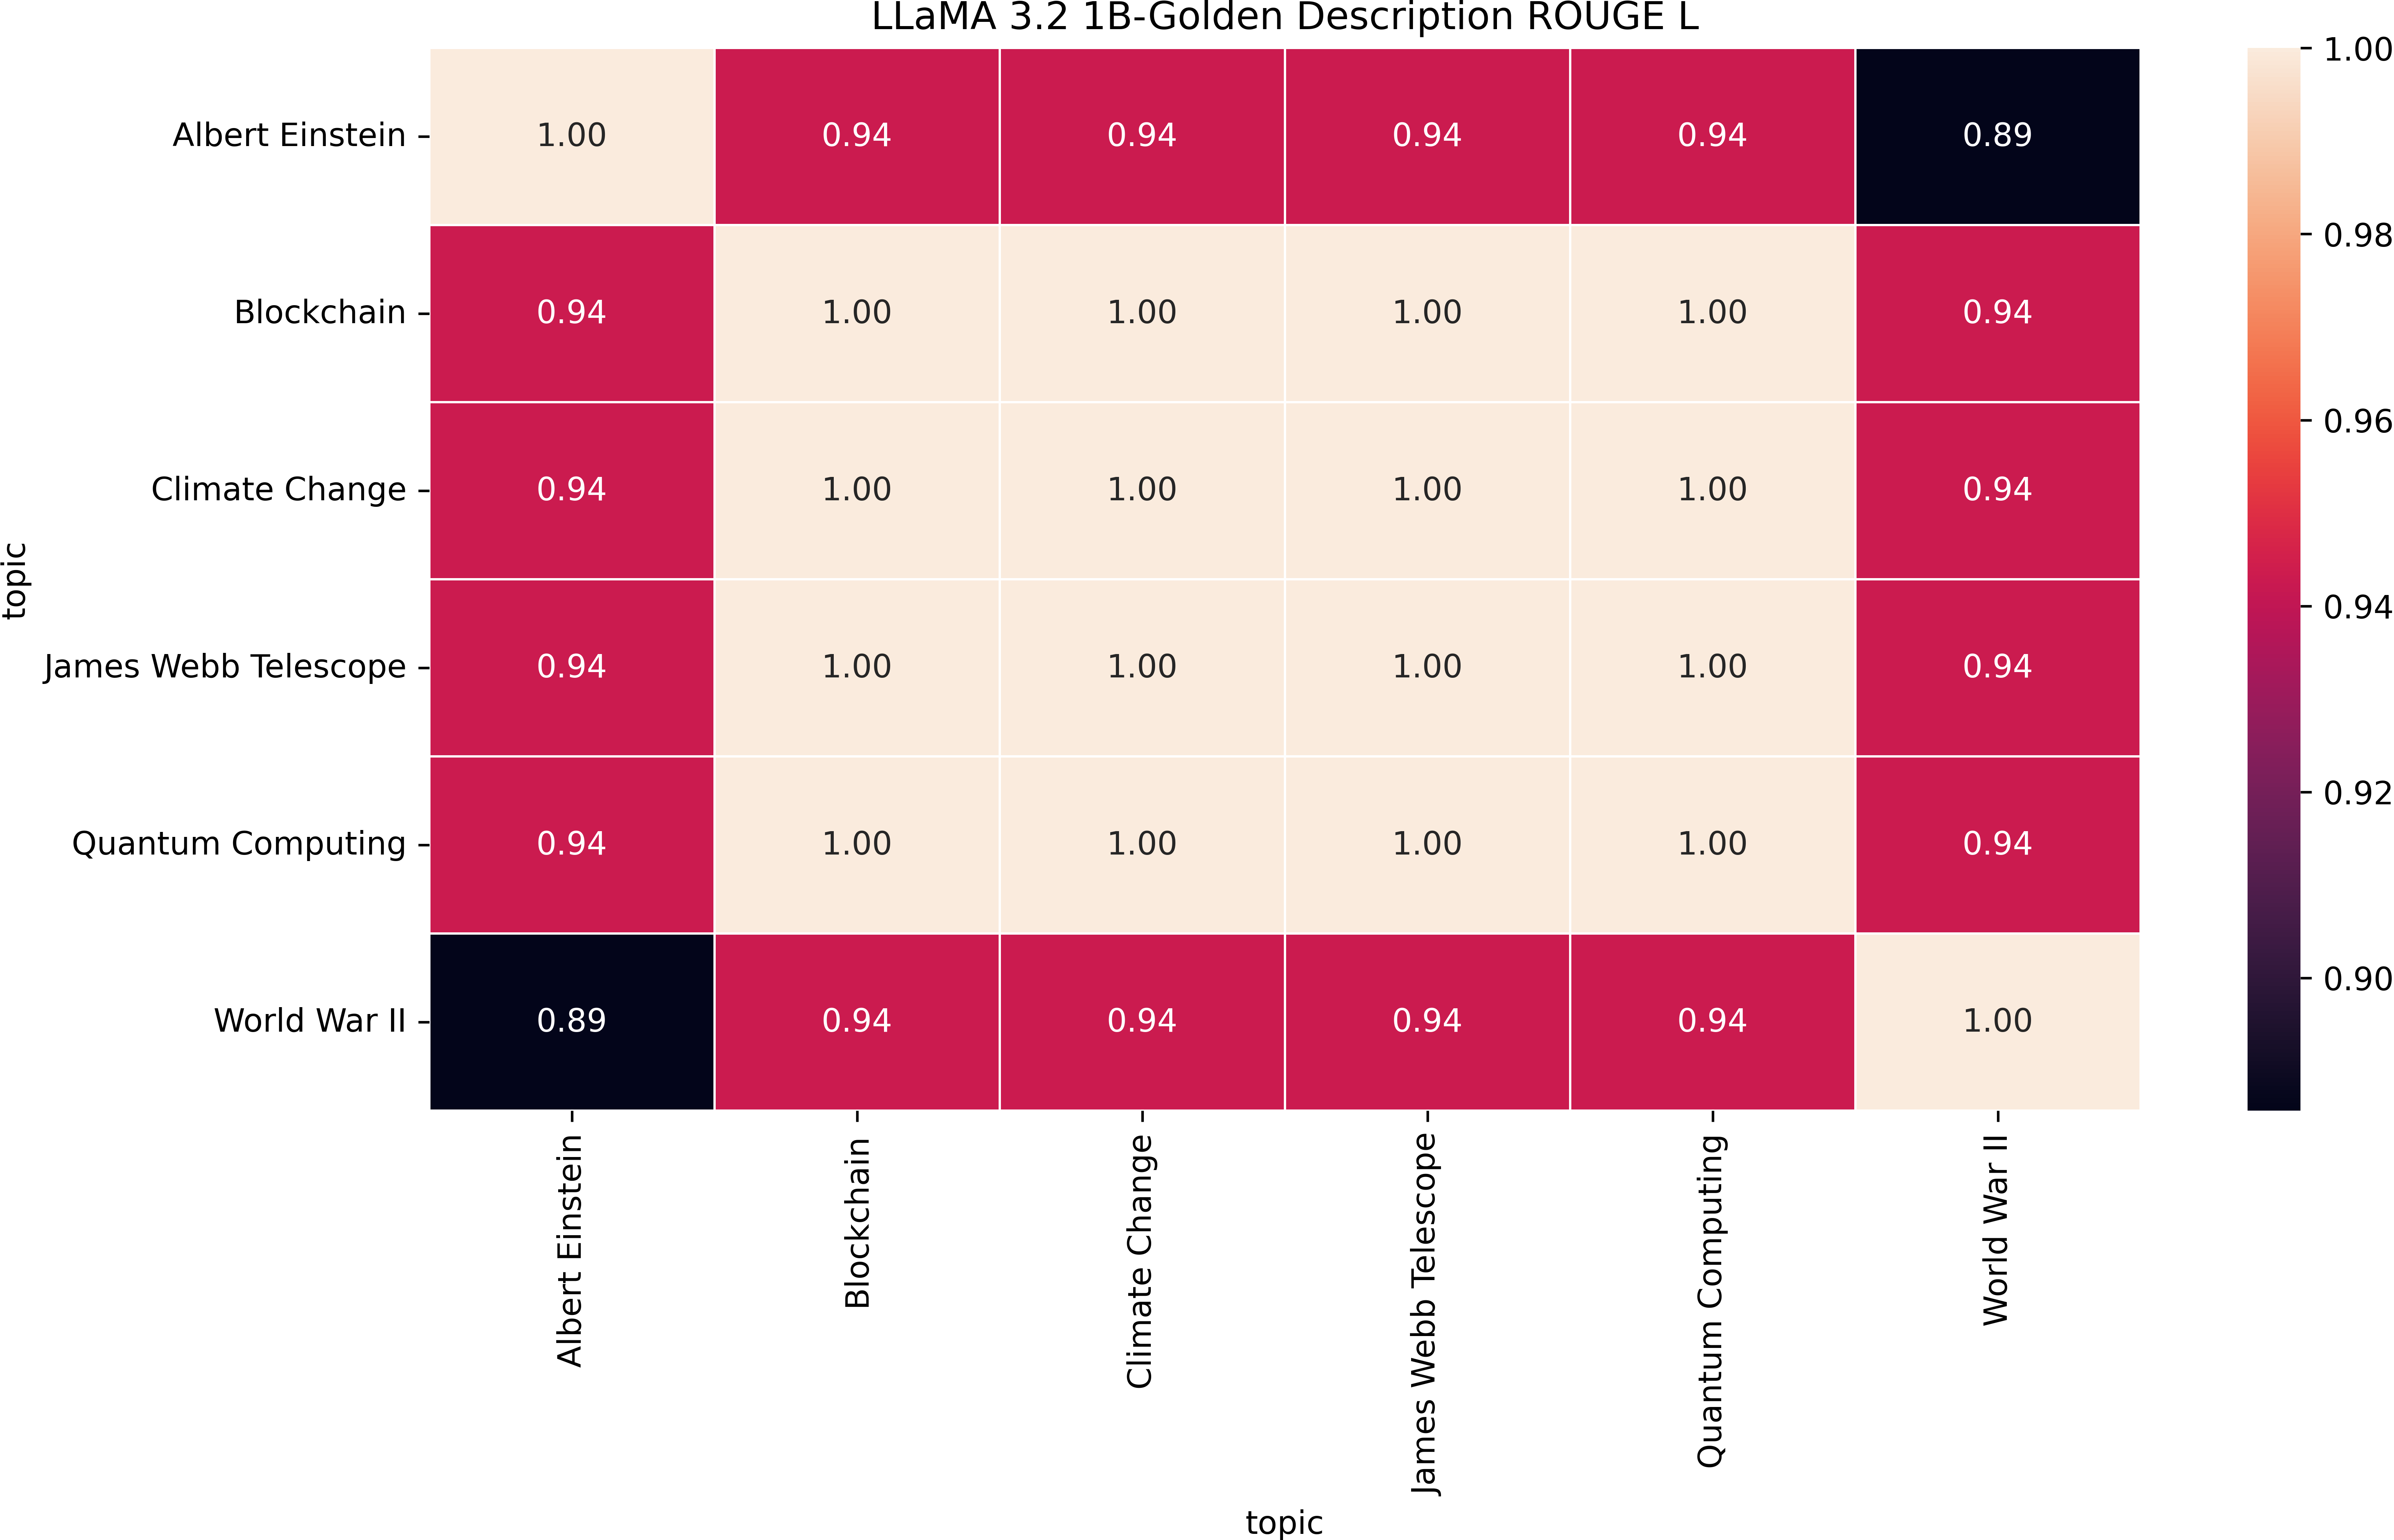 LLaMA 3.2 1B-Golden Description ROUGE L
Albert Einstein 1.00 0.94 0.94 0.94 0.94 0.89
Blockchain 0.94 1.00 1.00 1.00 1.00 0.94
Climate Change 0.94 1.00 1.00 1.00 1.00 0.94
James Webb Telescope 0.94 1.00 1.00 1.00 1.00 0.94
Quantum Computing 0.94 1.00 1.00 1.00 1.00 0.94
World War II 0.89 0.94 0.94 0.94 0.94 1.00
topic
Albert Einstein
Blockchain
Climate Change
James Webb Telescope
Quantum Computing
World War II
topic
1.00
0.98
0.96
0.94
0.92
0.90